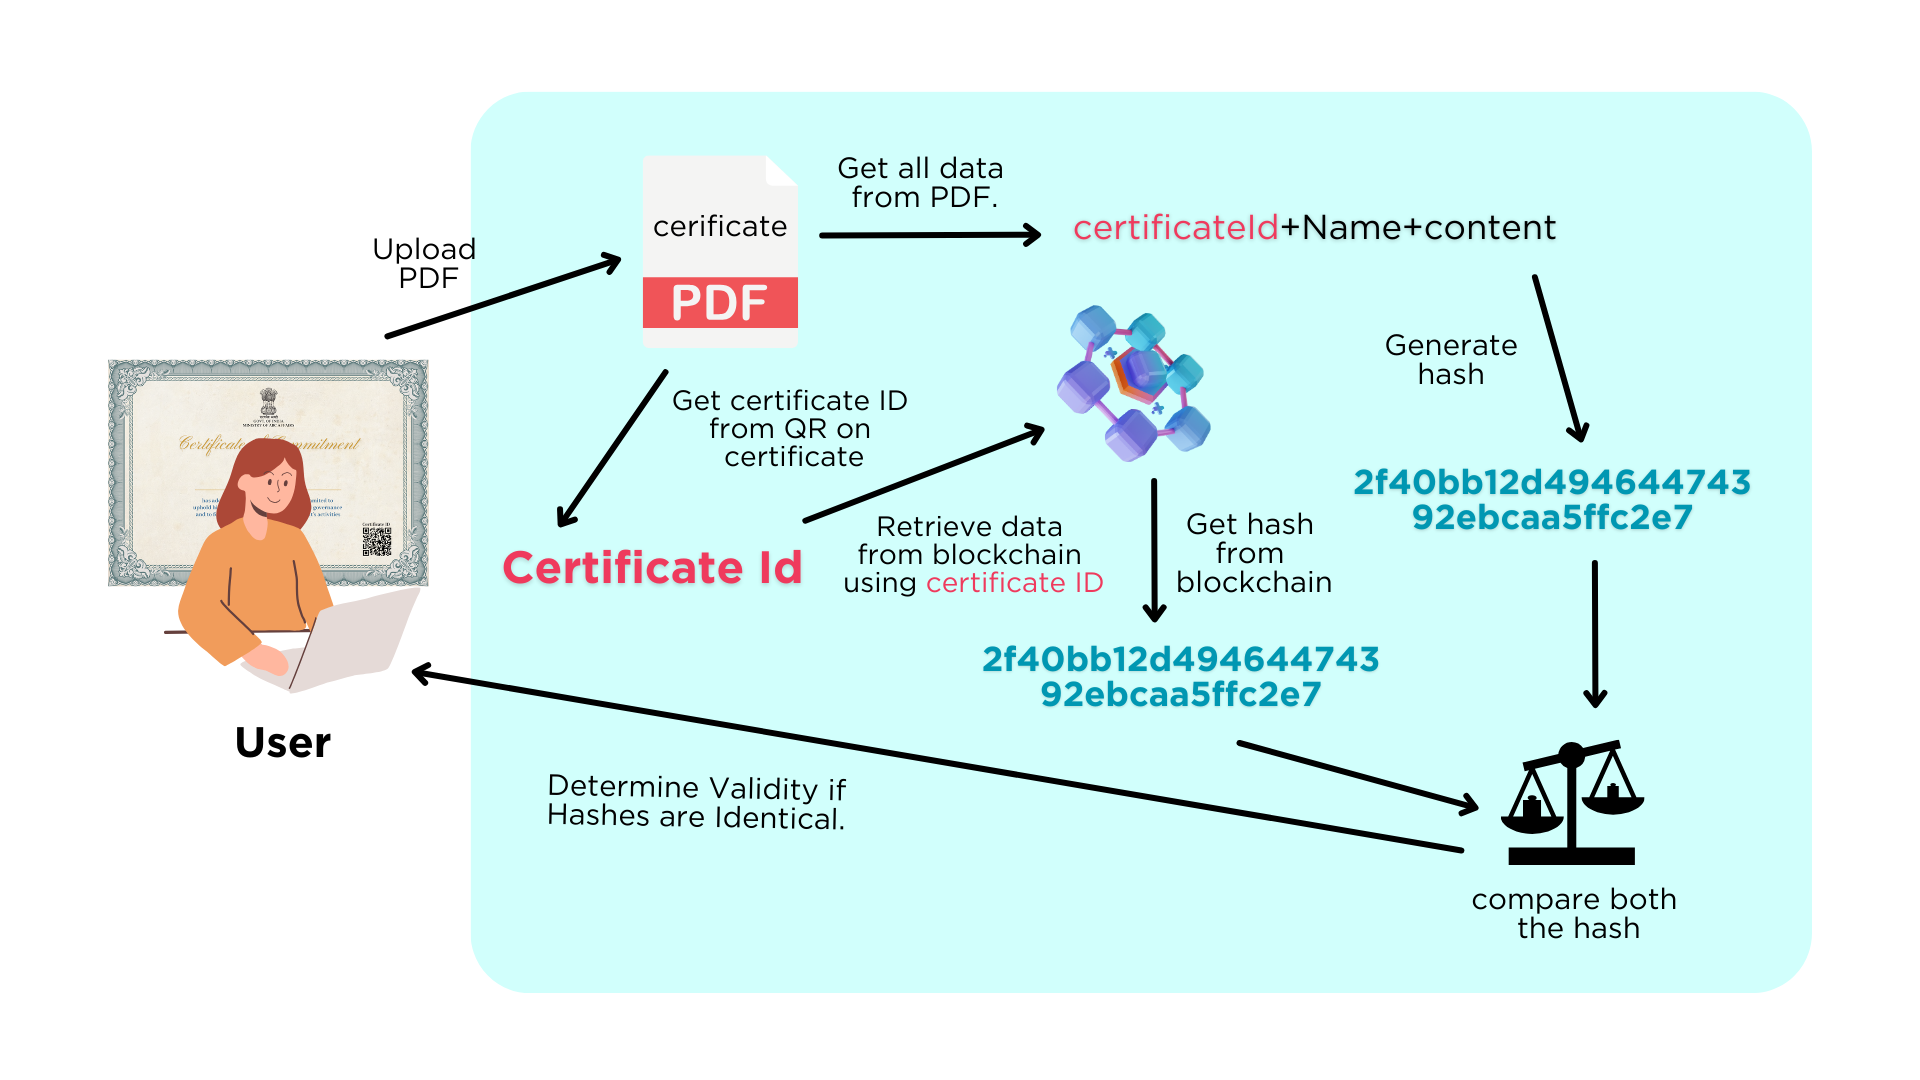 Get all data
from PDF.
cerificate
PDF
certificateId+Name+content
Upload
PDF
Generate
hash
Get certificate ID
from QR on
certificate
2f40bb12d494644743
92ebcaa5ffc2e7
Certificate Id
Retrieve data
from blockchain
using certificate ID
Get hash
from
blockchain
2f40bb12d494644743
92ebcaa5ffc2e7
Certificate ID
User
Determine Validity if
Hashes are Identical.
compare both
the hash